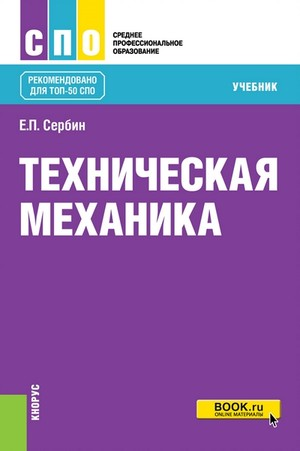 СПО
СРЕДНЕЕ
ПРОФЕССИОНАЛЬНОЕ
ОБРАЗОВАНИЕ
РЕКОМЕНДОВАНО
ДЛЯ ТОП-50 СПО
УЧЕБНИК
Е.П. Сербин
ТЕХНИЧЕСКАЯ
МЕХАНИКА
КНОРУС
BOOK.ru
ONLINE МАТЕРИАЛЫ